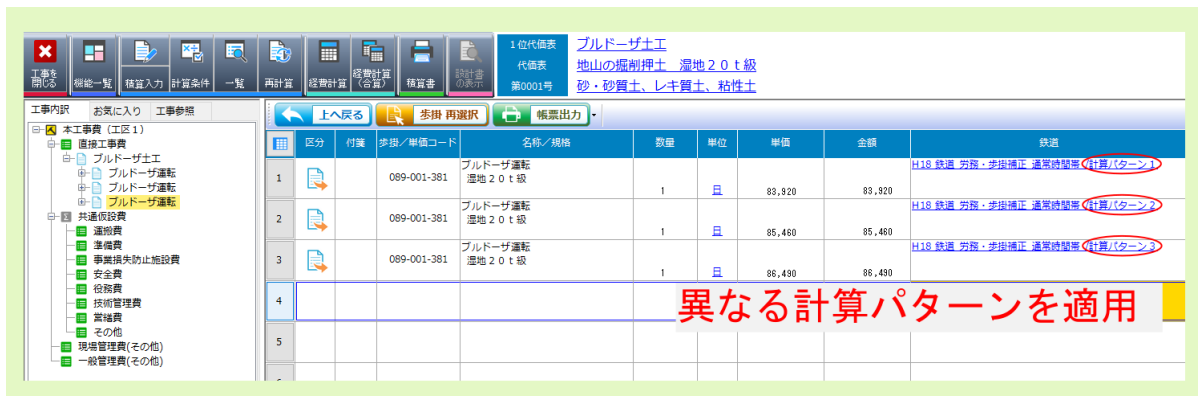 工事を
閉じる
機能一覧
積算入力
計算条件
一覧
再計算
経費計算
経費計算
(合算)
積算書
設計書
の表示
1位代価表
代価表
第0001号
ブルドーザ土工
地山の掘削押土 湿地20t級
砂・砂質土、レキ質土、粘性土
工事内訳 お気に入り 工事参照
本工事費(工区1)
直接工事費
ブルドーザ土工
ブルドーザ運転
ブルドーザ運転
ブルドーザ運転
共通仮設費
運搬費
準備費
事業損失防止施設費
安全費
役務費
技術管理費
営繕費
その他
現場管理費(その他)
一般管理費(その他)
上へ戻る 歩掛 再選択 帳票出力
区分 付箋 歩掛/単価コード 名称/規格 数量 単位 単価 金額 鉄道
1 089-001-381 ブルドーザ運転 H18 鉄道 労務・歩掛補正 通常時間帯 /計算パターン1
湿地20t級 1 日 83,920 83,920
2 089-001-381 ブルドーザ運転 H18 鉄道 労務・歩掛補正 通常時間帯 /計算パターン2
湿地20t級 1 日 85,460 85,460
3 089-001-381 ブルドーザ運転 H18 鉄道 労務・歩掛補正 通常時間帯 /計算パターン3
湿地20t級 1 日 86,490 86,490
4
異なる計算パターンを適用
5